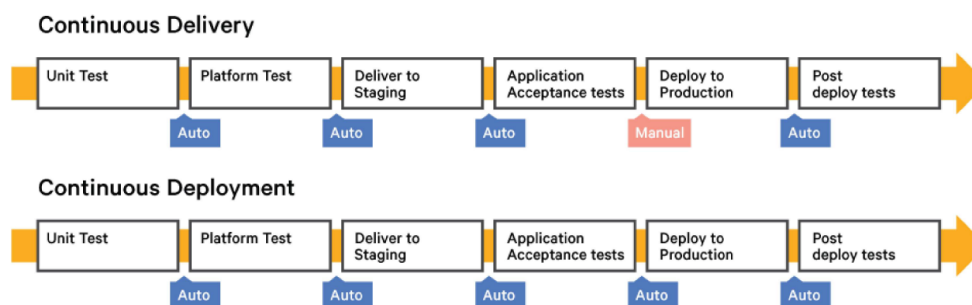 Continuous Delivery
Unit Test
Platform Test
Deliver to
Staging
Application
Acceptance tests
Deploy to
Production
Post
deploy tests
Auto
Auto
Auto
Manual
Auto
Continuous Deployment
Unit Test
Platform Test
Deliver to
Staging
Application
Acceptance tests
Deploy to
Production
Post
deploy tests
Auto
Auto
Auto
Auto
Auto